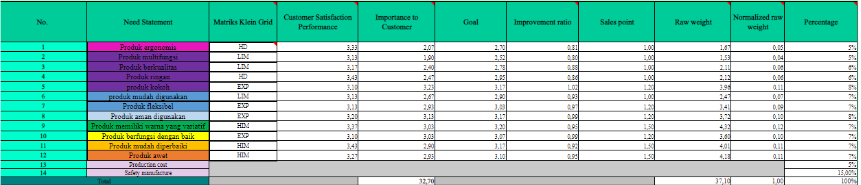 No. Need Statement Matriks Klein Grid Customer Satisfaction Performance Importance to Customer Goal Improvement ratio Sales point Raw weight Normalized raw weight Percentage
1 Produk argonomis HD 3,33 2,07 2,70 0,81 1,00 1,67 0,05 5%
2 Produk multifungsi LIM 3,13 1,90 2,52 0,80 1,00 1,53 0,04 5%
3 Produk berkualitas LIM 3,17 2,40 2,78 0,88 1,00 2,11 0,06 6%
4 Produk ringan HD 3,43 2,47 2,95 0,86 1,00 2,12 0,06 6%
5 produk kokoh EXP 3,10 3,23 3,17 1,02 1,20 3,96 0,11 8%
6 produk mudah digunakan LIM 3,13 2,67 2,90 0,93 1,00 2,47 0,07 7%
7 Produk fleksibel EXP 3,13 2,93 3,03 0,97 1,20 3,41 0,09 7%
8 Produk aman digunakan EXP 3,20 3,13 3,17 0,99 1,20 3,72 0,10 8%
9 Produk memiliki warna yang variatif HIM 3,37 3,03 3,20 0,95 1,50 4,32 0,12 7%
10 Produk berfungsi dengan baik EXP 3,10 3,03 3,07 0,99 1,20 3,60 0,10 7%
11 Produk mudah diperbaiki HIM 3,43 2,90 3,17 0,92 1,50 4,01 0,11 7%
12 Produk awet HIM 3,27 2,93 3,10 0,95 1,50 4,18 0,11 7%
13 Production cost 5%
14 Safety manufacture 15,00%
Total 32,70 37,10 1,00 100%